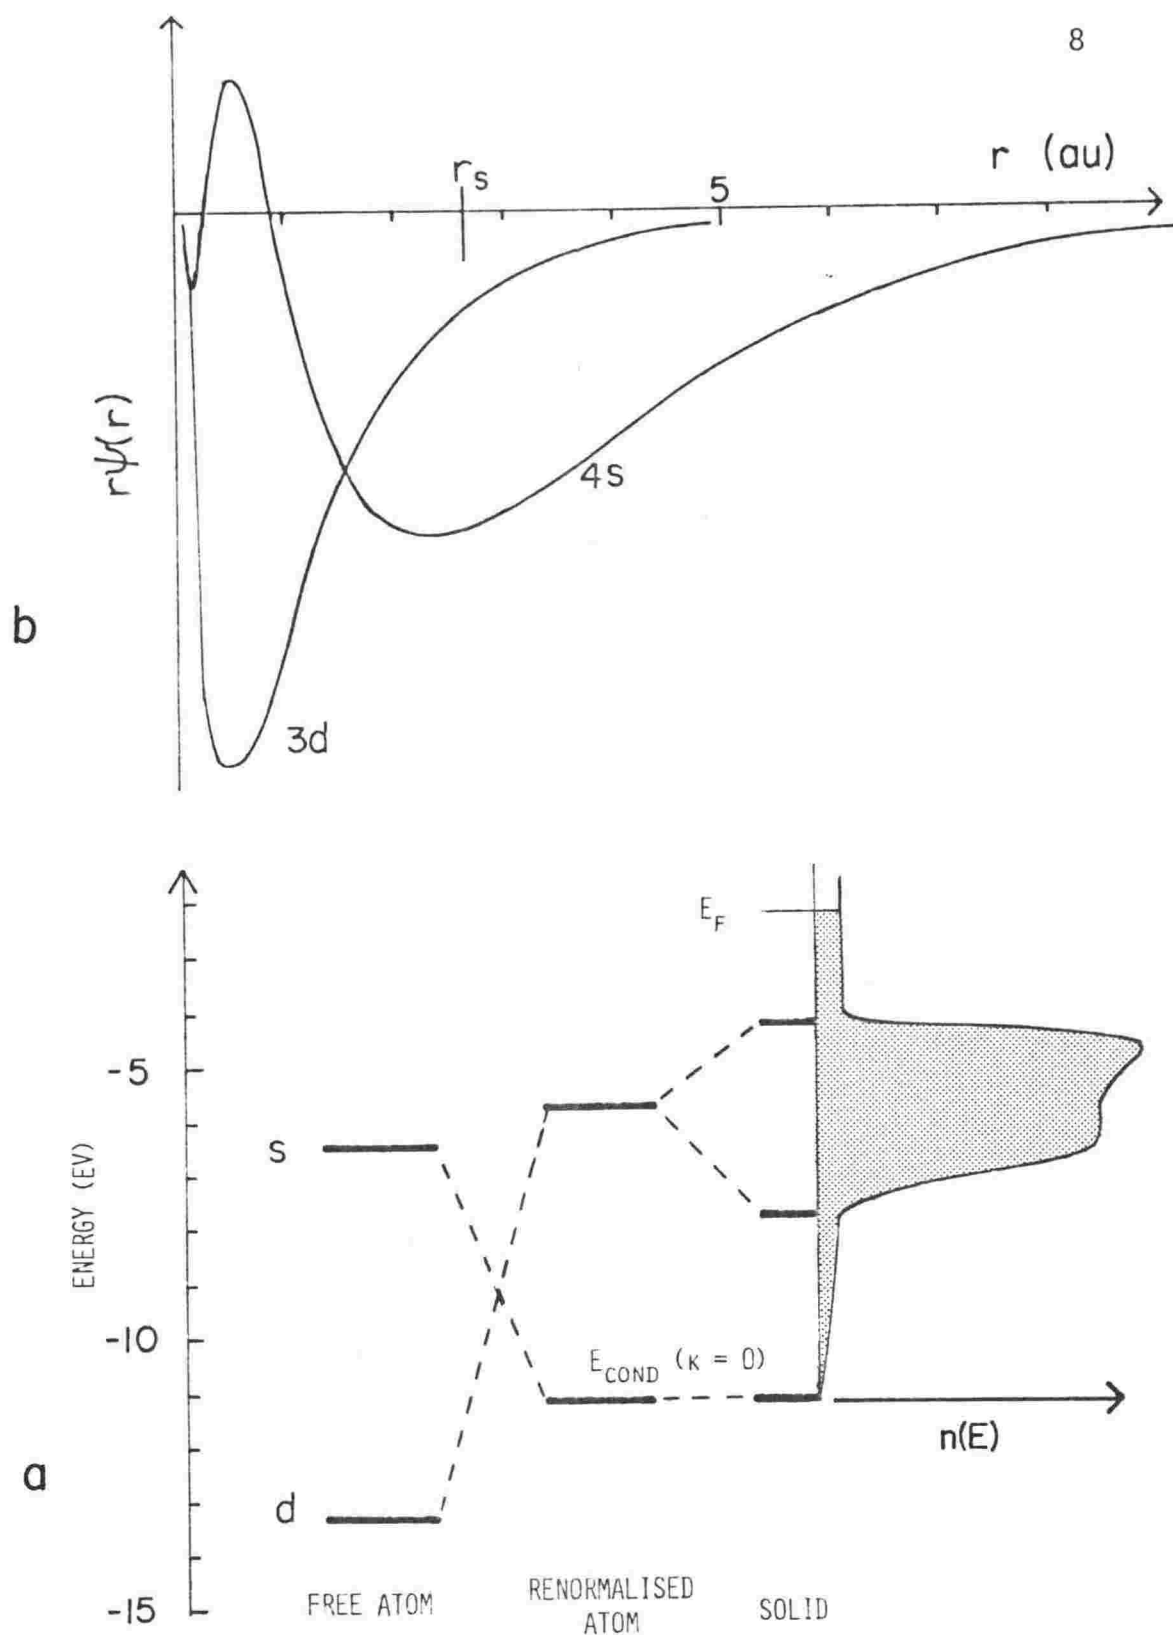 8
r (au)
rs
5
rψ(r)
4s
b
3d
EF
-5
s
ENERGY (EV)
-10
ECOND (K = 0)
n(E)
a
d
-15
FREE ATOM
RENORMALISED
ATOM
SOLID